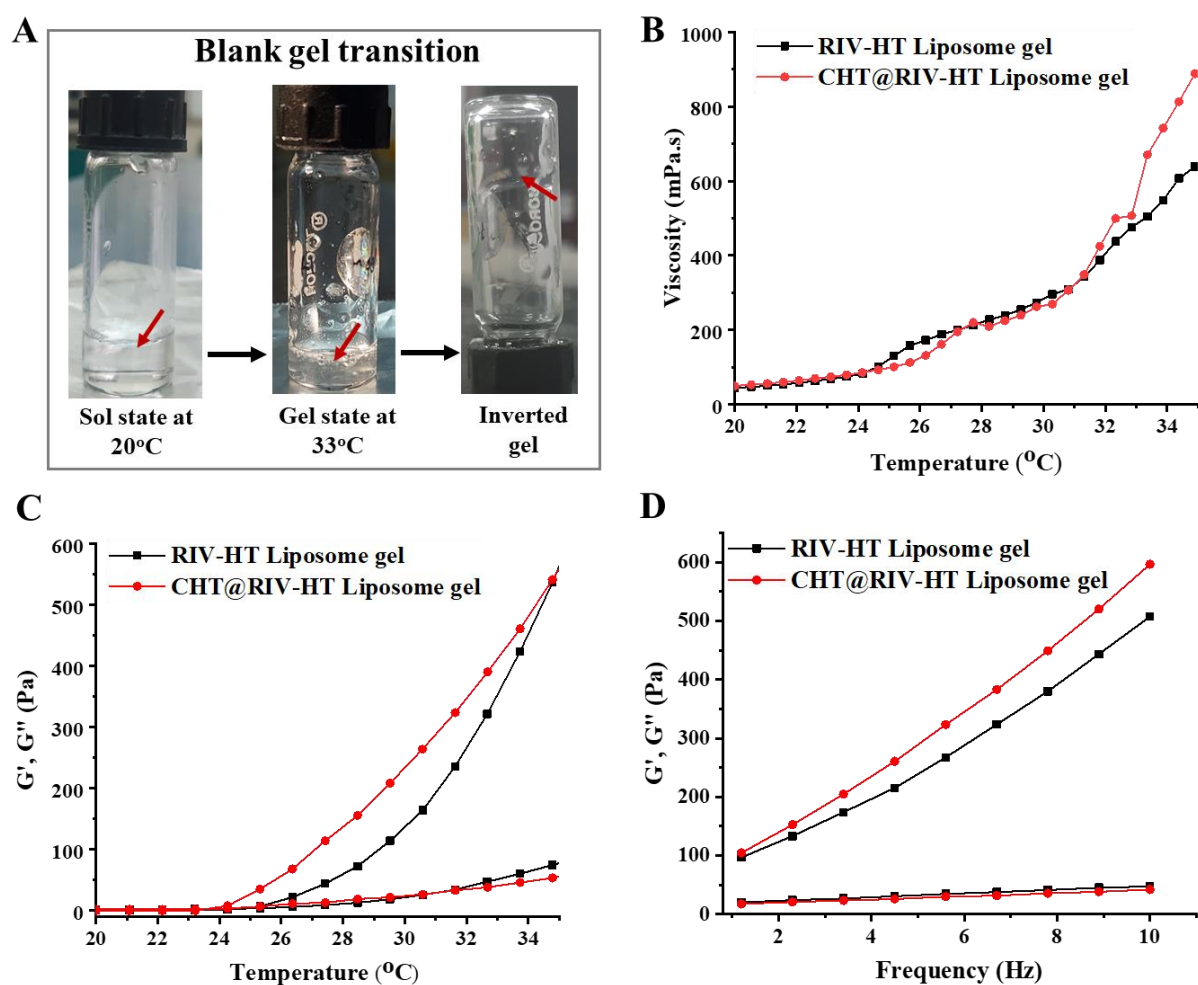 A
Blank gel transition
Sol state at
20°C
Gel state at
33°C
Inverted
gel
B
RIV-HT Liposome gel
CHT@RIV-HT Liposome gel
Viscosity (mPa.s)
1000
800
600
400
200
0
20 22 24 26 28 30 32 34
Temperature (°C)
C
RIV-HT Liposome gel
CHT@RIV-HT Liposome gel
G', G" (Pa)
600
500
400
300
200
100
0
20 22 24 26 28 30 32 34
Temperature (°C)
D
RIV-HT Liposome gel
CHT@RIV-HT Liposome gel
G', G" (Pa)
600
500
400
300
200
100
0
2 4 6 8 10
Frequency (Hz)